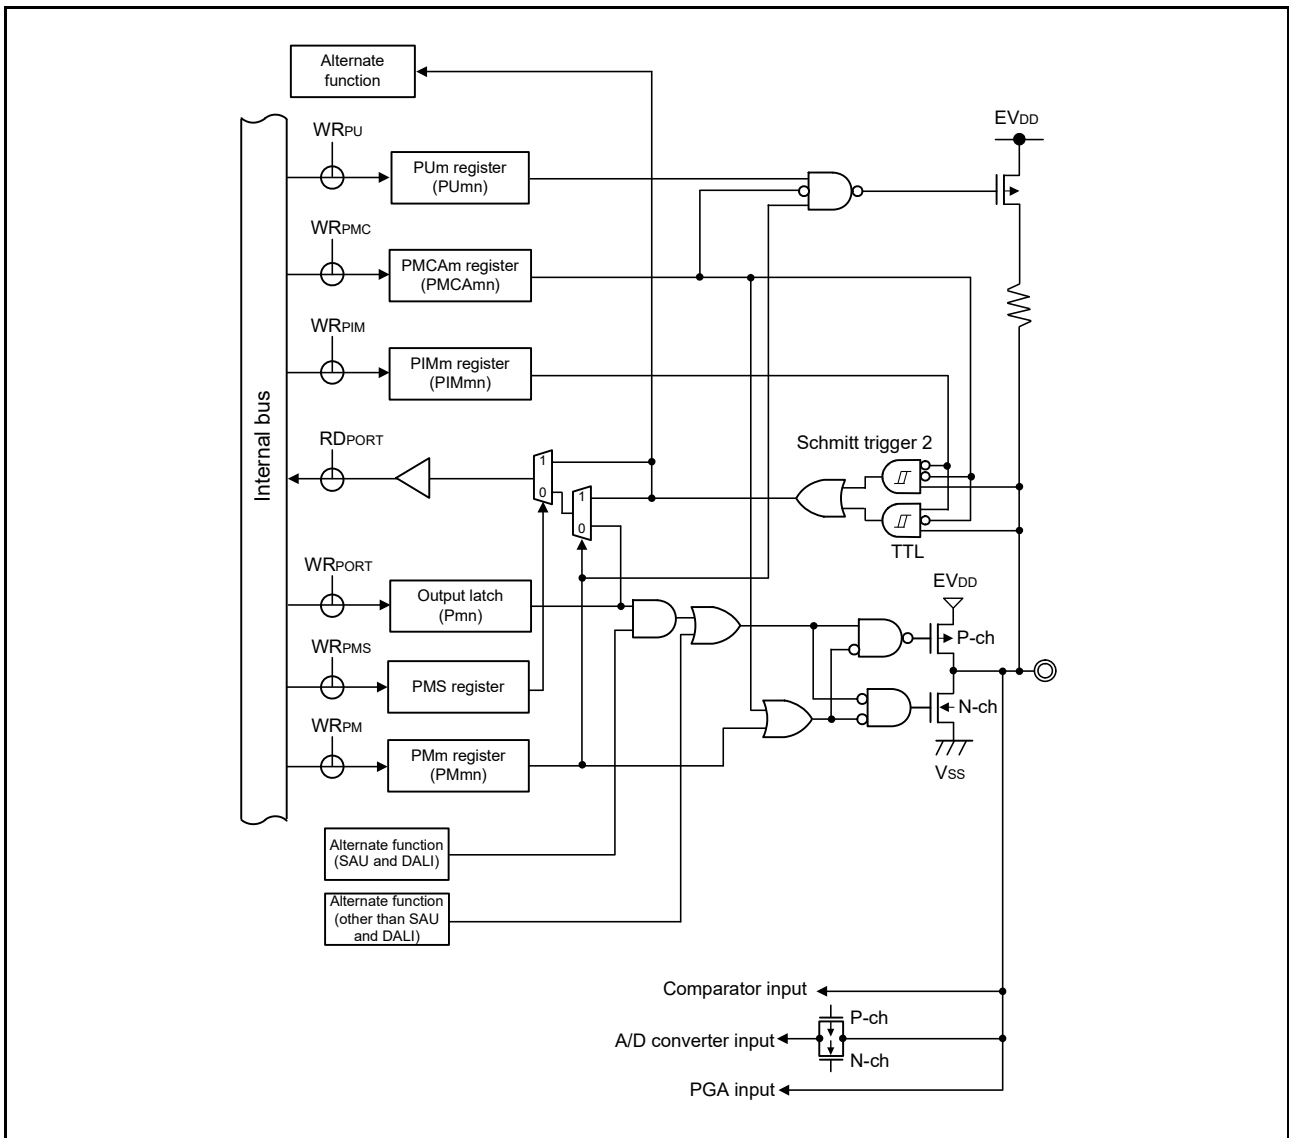 Alternate
function
EVDD
WRPU
PUm register
(PUmn)
WRPMC
PMCAm register
(PMCAmn)
WRPIM
PIMm register
(PIMmn)
Internal bus
RDPORT
1
0
1
0
Schmitt trigger 2
TTL
WRPORT
Output latch
(Pmn)
EVDD
P-ch
WRPMS
PMS register
N-ch
WRPM
PMm register
(PMmn)
VSS
Alternate function
(SAU and DALI)
Alternate function
(other than SAU
and DALI)
Comparator input
P-ch
A/D converter input
N-ch
PGA input